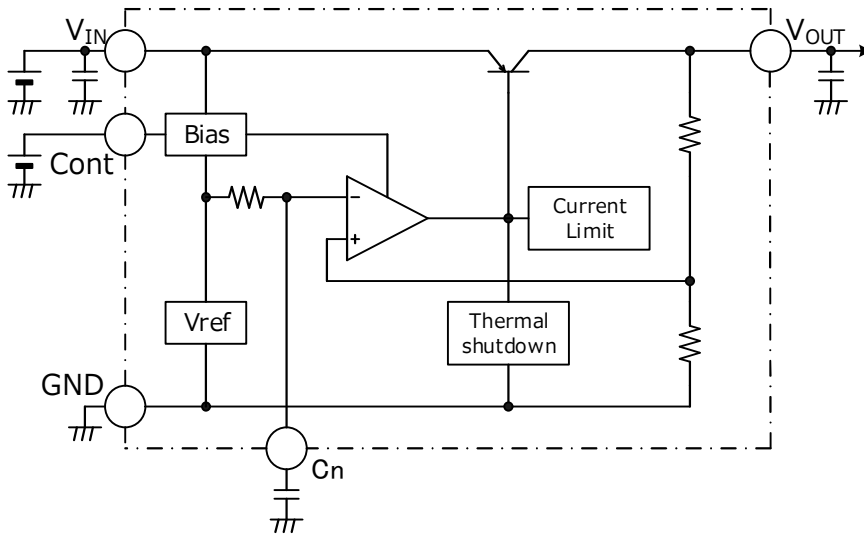 VIN
VOUT
Bias
Cont
−
Current
Limit
+
Vref
Thermal
shutdown
GND
Cn